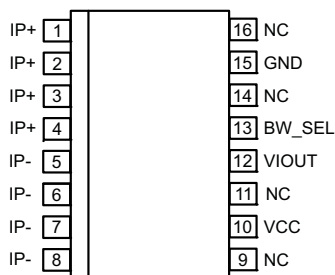 IP+ 1 16 NC
IP+ 2 15 GND
IP+ 3 14 NC
IP+ 4 13 BW_SEL
IP- 5 12 VIOUT
IP- 6 11 NC
IP- 7 10 VCC
IP- 8 9 NC